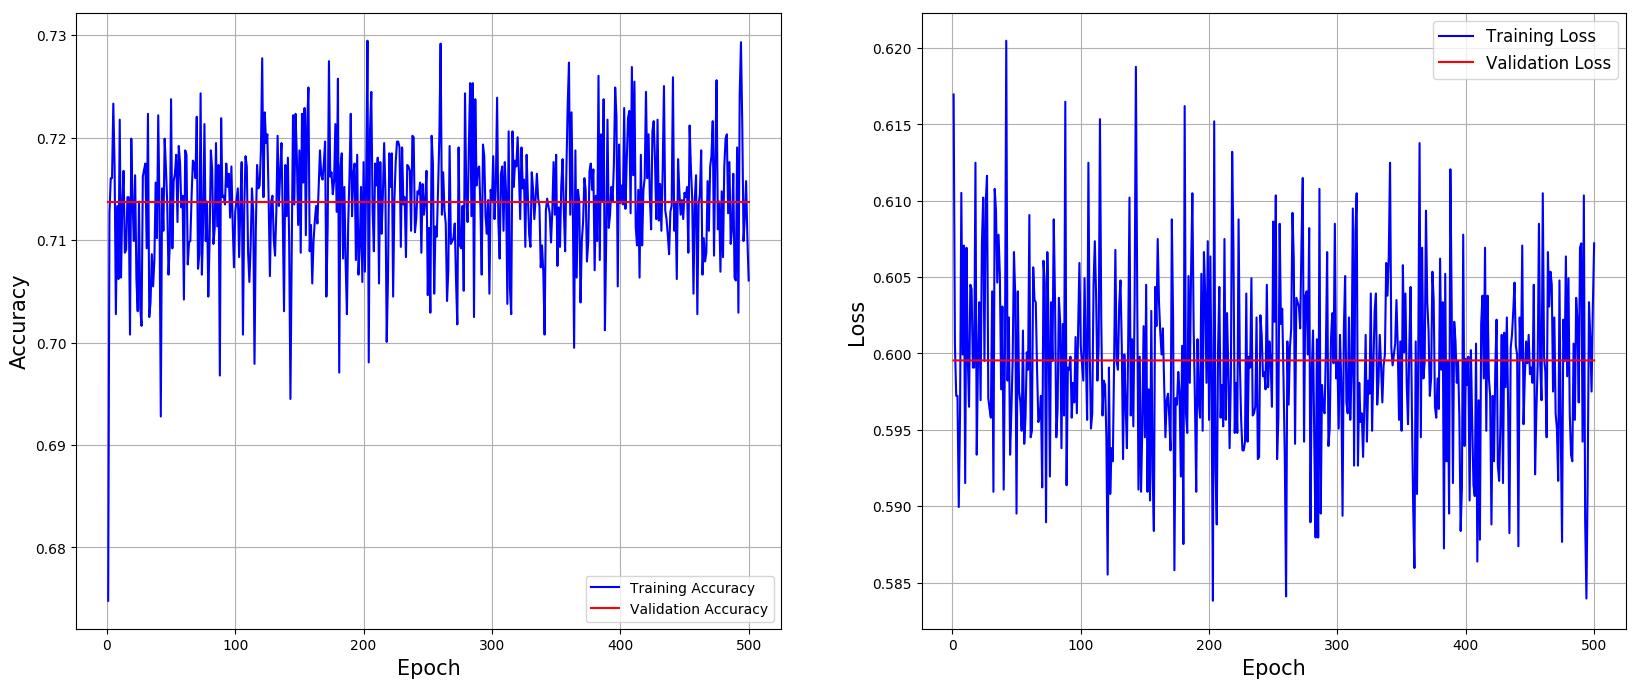 0.73
0.72
0.71
0.70
0.69
0.68
Accuracy
0 100 200 300 400 500
Epoch
Training Accuracy
Validation Accuracy
0.620
0.615
0.610
0.605
0.600
0.595
0.590
0.585
Loss
0 100 200 300 400 500
Epoch
Training Loss
Validation Loss